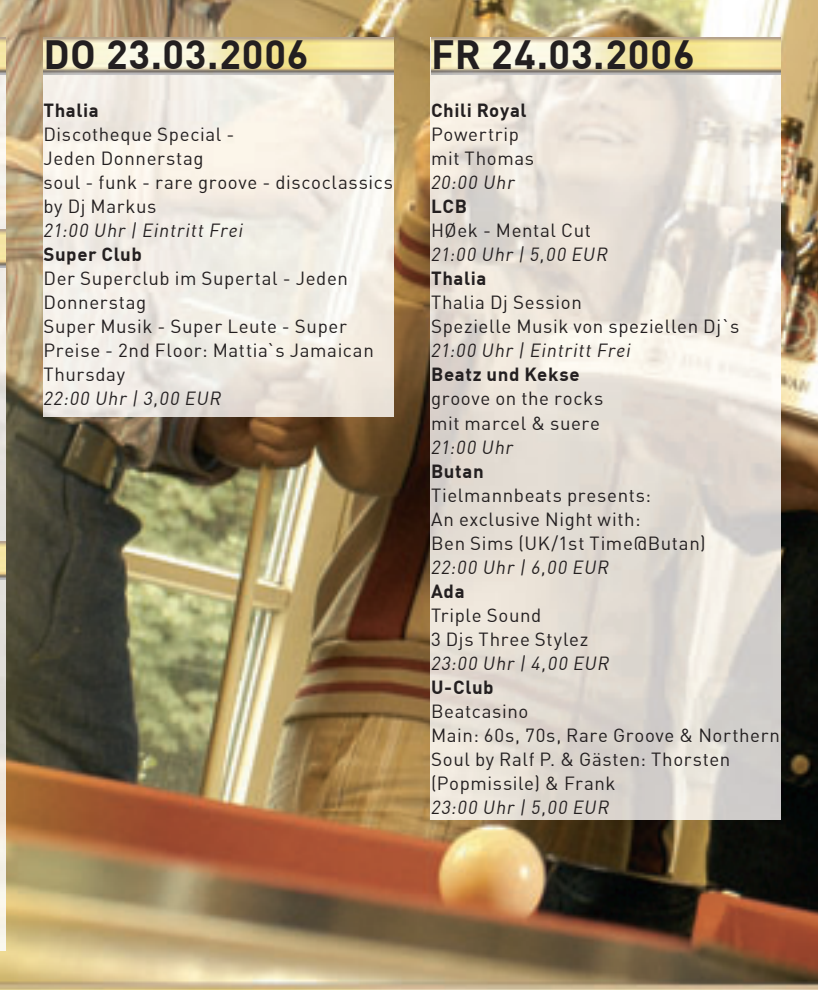 DO 23.03.2006
Thalia
Discotheque Special -
Jeden Donnerstag
soul - funk - rare groove - discoclassics
by Dj Markus
21:00 Uhr | Eintritt Frei
Super Club
Der Superclub im Supertal - Jeden
Donnerstag
Super Musik - Super Leute - Super
Preise - 2nd Floor: Mattia`s Jamaican
Thursday
22:00 Uhr | 3,00 EUR
FR 24.03.2006
Chili Royal
Powertrip
mit Thomas
20:00 Uhr
LCB
HØek - Mental Cut
21:00 Uhr | 5,00 EUR
Thalia
Thalia Dj Session
Spezielle Musik von speziellen Dj`s
21:00 Uhr | Eintritt Frei
Beatz und Kekse
groove on the rocks
mit marcel & suere
21:00 Uhr
Butan
Tielmannbeats presents:
An exclusive Night with:
Ben Sims (UK/1st Time@Butan)
22:00 Uhr | 6,00 EUR
Ada
Triple Sound
3 Djs Three Stylez
23:00 Uhr | 4,00 EUR
U-Club
Beatcasino
Main: 60s, 70s, Rare Groove & Northern
Soul by Ralf P. & Gästen: Thorsten
(Popmissile) & Frank
23:00 Uhr | 5,00 EUR